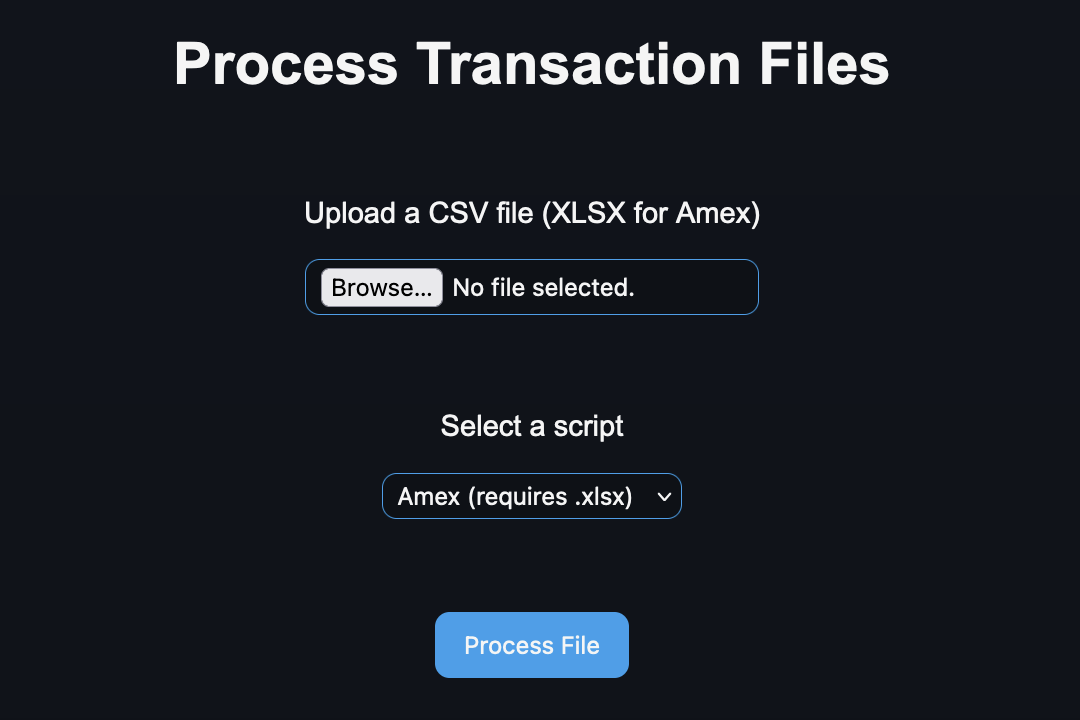 Process Transaction Files
Upload a CSV file (XLSX for Amex)
Browse... No file selected.
Select a script
Amex (requires .xlsx)
Process File